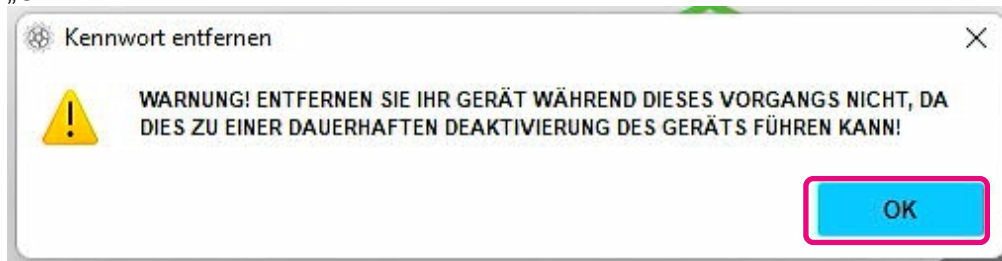 Kennwort entfernen
WARNUNG! ENTFERNEN SIE IHR GERÄT WÄHREND DIESES VORGANGS NICHT, DA
DIES ZU EINER DAUERHAFTEN DEAKTIVIERUNG DES GERÄTS FÜHREN KANN!
OK